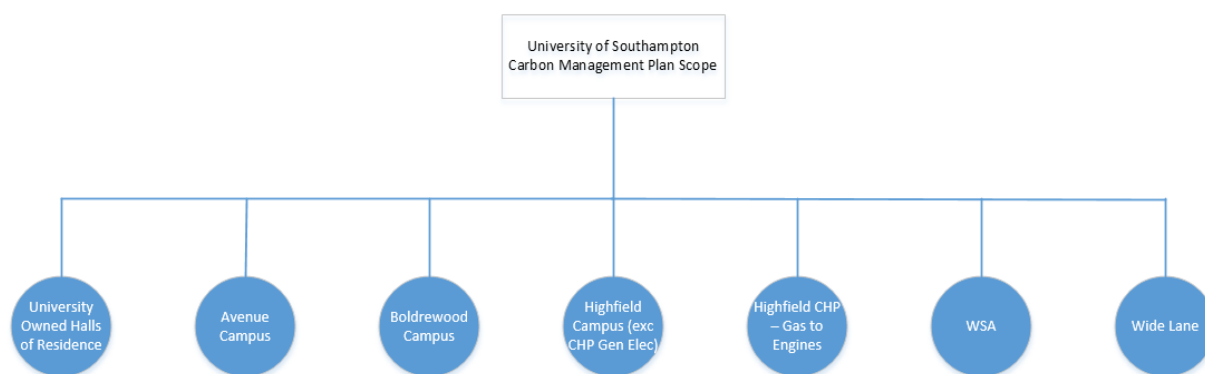 University of Southampton
Carbon Management Plan Scope
University
Owned Halls
of Residence
Avenue
Campus
Boldrewood
Campus
Highfield
Campus (exc
CHP Gen Elec)
Highfield CHP
– Gas to
Engines
WSA
Wide Lane